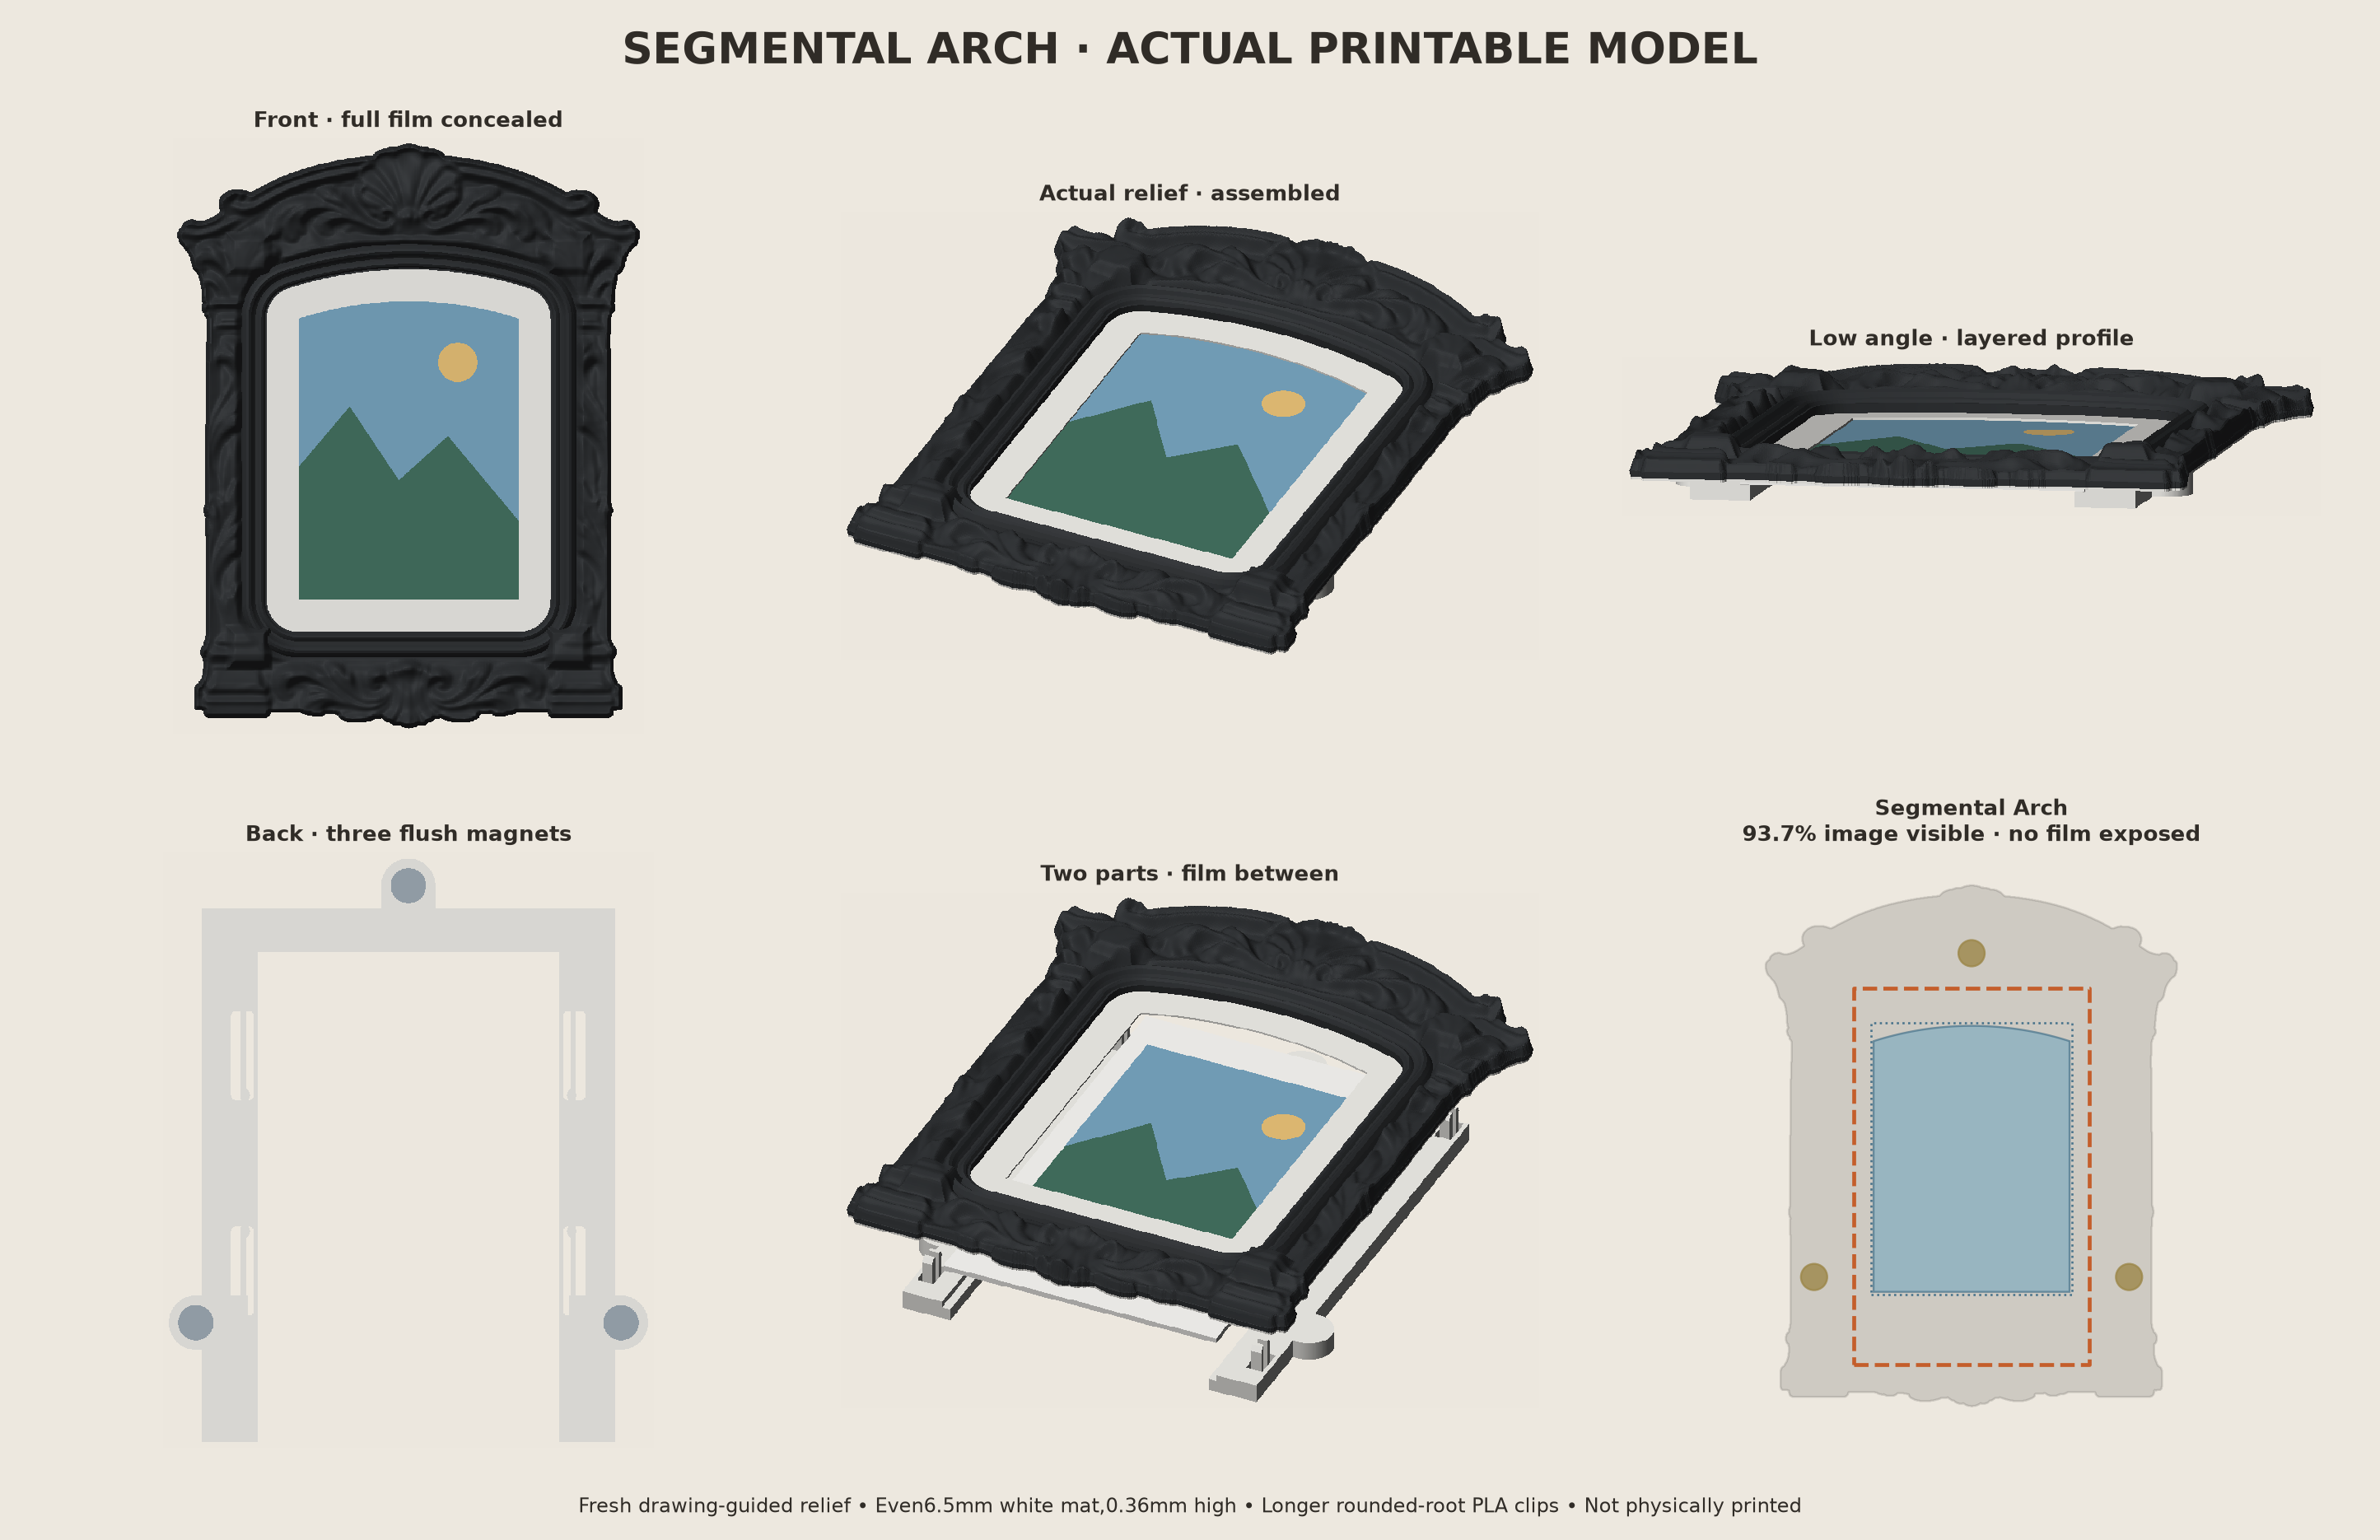 SEGMENTAL ARCH · ACTUAL PRINTABLE MODEL
Front · full film concealed
Actual relief · assembled
Low angle · layered profile
Back · three flush magnets
Two parts · film between
Segmental Arch
93.7% image visible · no film exposed
Fresh drawing-guided relief • Even6.5mm white mat,0.36mm high • Longer rounded-root PLA clips • Not physically printed